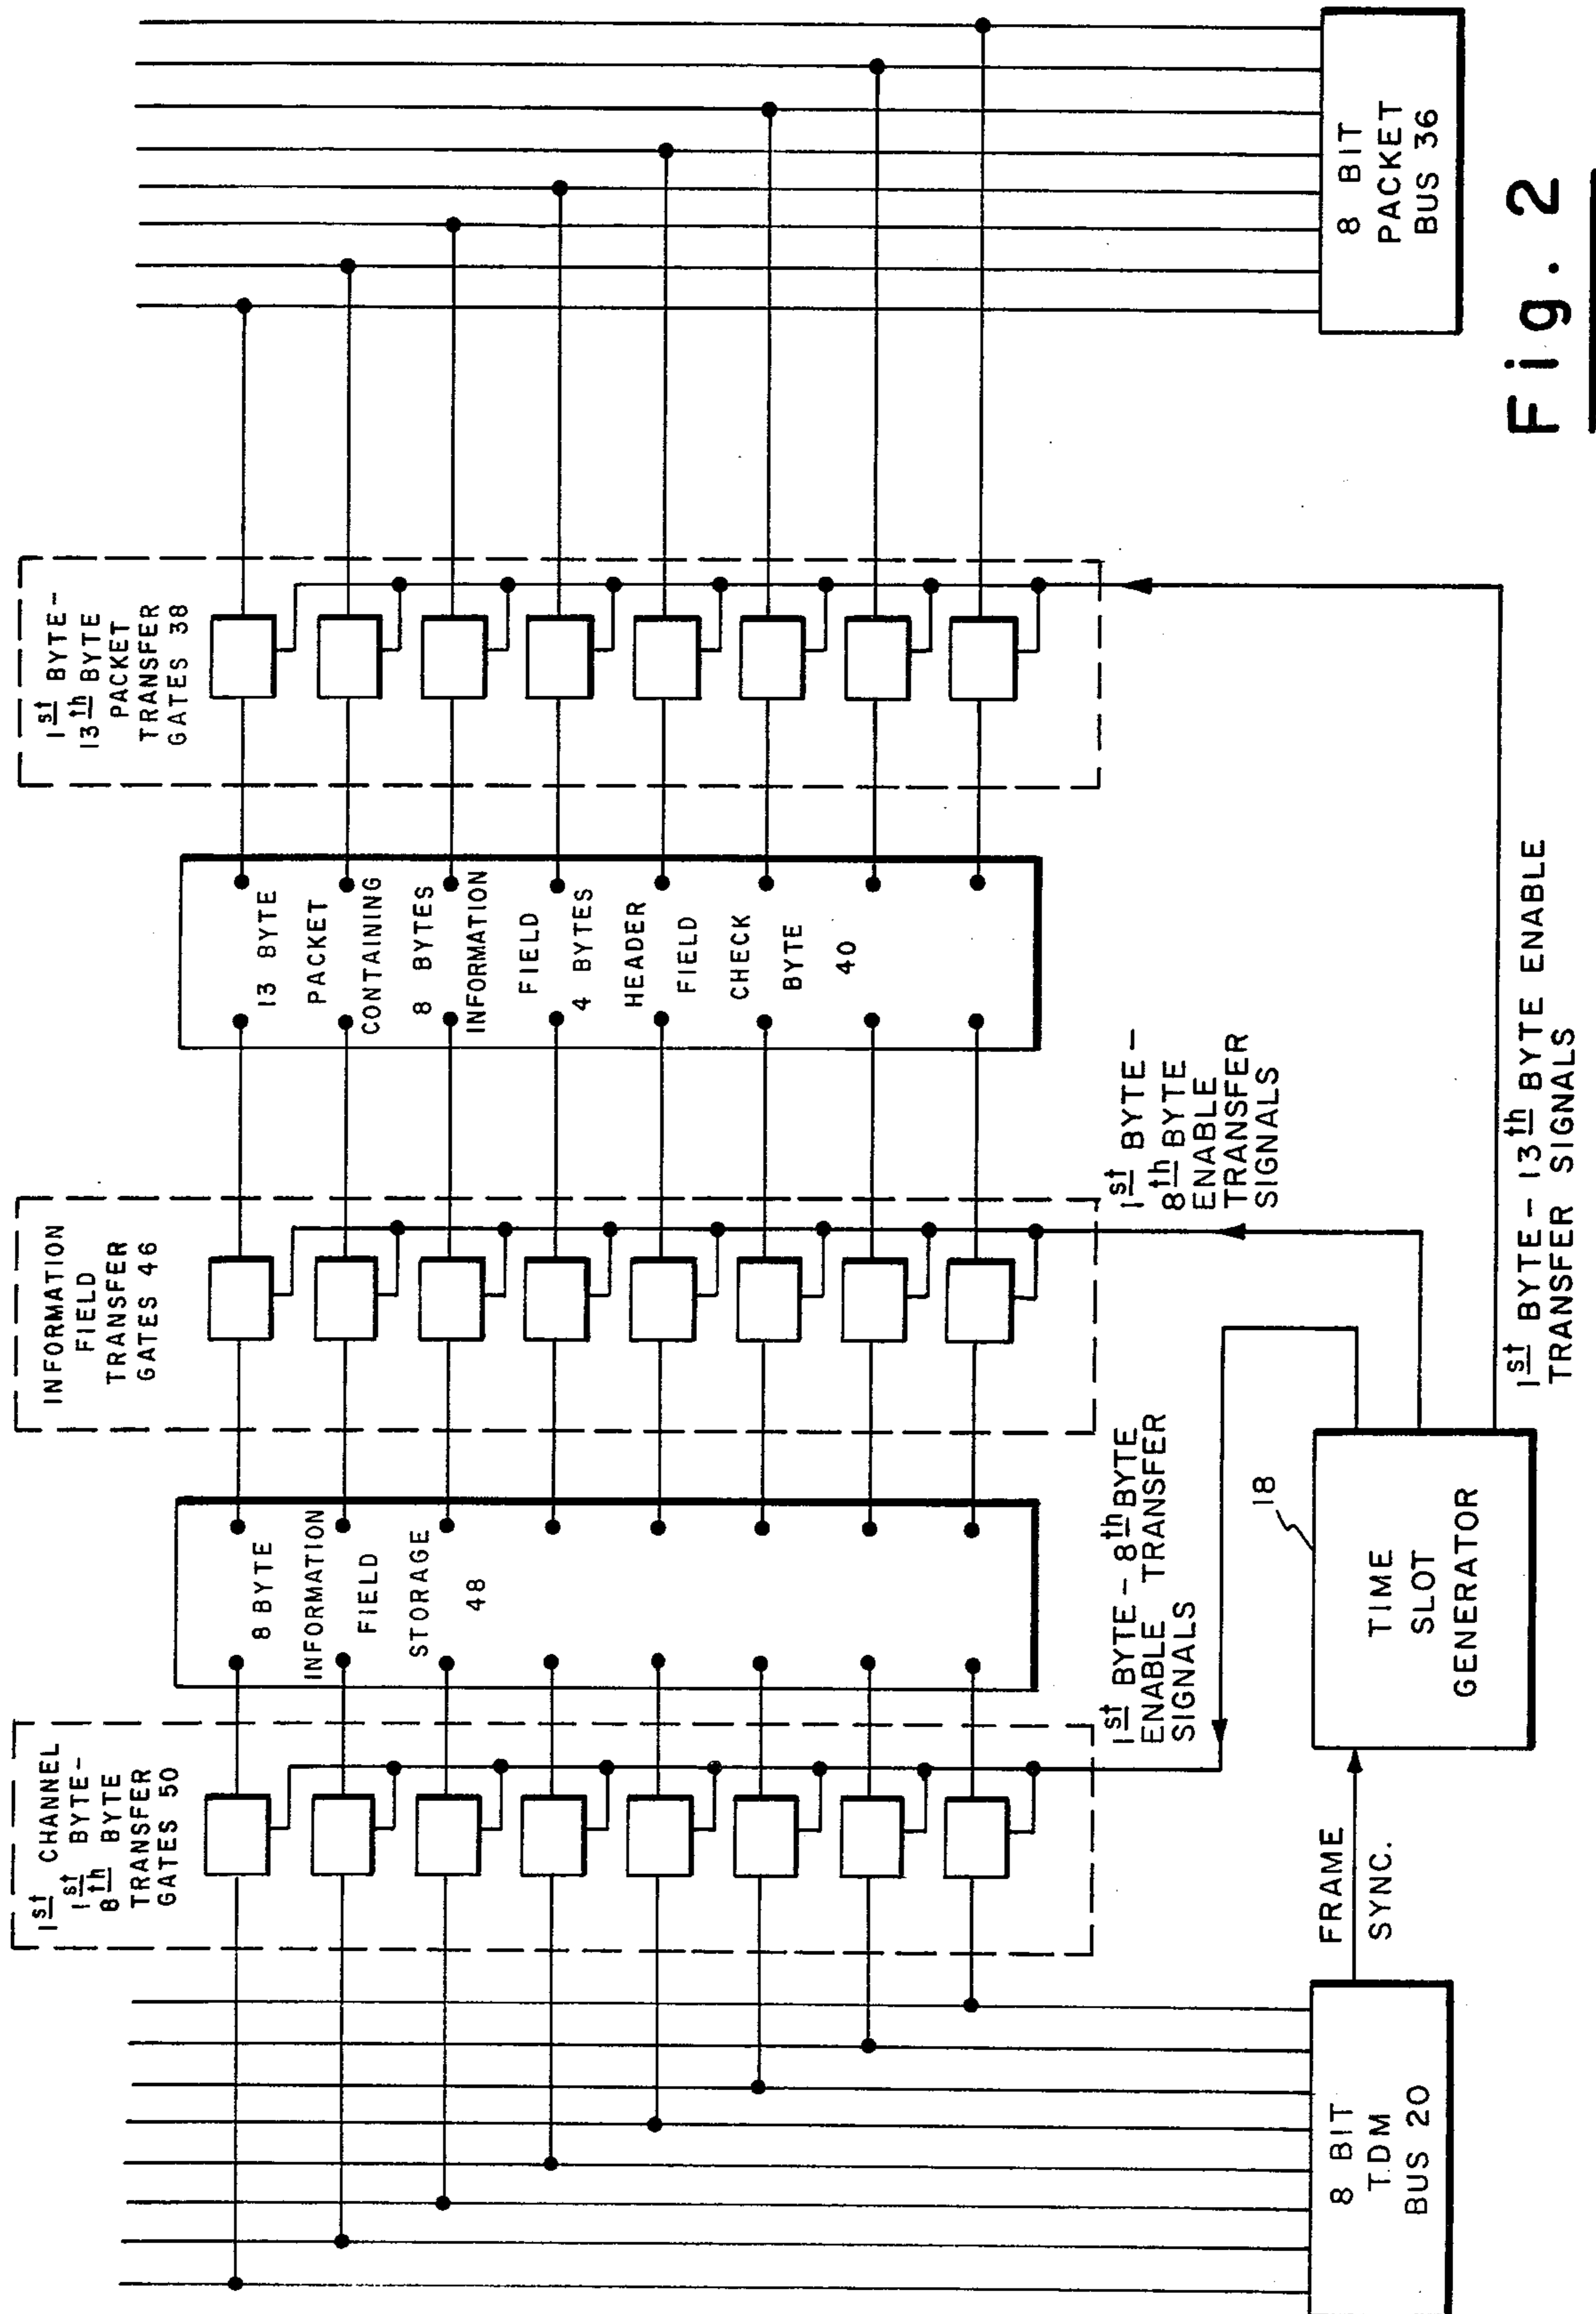 1st CHANNEL
1st BYTE-
8th BYTE
TRANSFER
GATES 50
INFORMATION
FIELD
TRANSFER
GATES 46
1st BYTE-
13th BYTE
PACKET
TRANSFER
GATES 38
8 BYTE
INFORMATION
FIELD
STORAGE
48
13 BYTE
PACKET
CONTAINING
8 BYTES
INFORMATION
FIELD
4 BYTES
HEADER
FIELD
CHECK
BYTE
40
1st BYTE-8th BYTE
ENABLE TRANSFER
SIGNALS
1st BYTE-
8th BYTE
ENABLE
TRANSFER
SIGNALS
8 BIT
TDM
BUS 20
FRAME
SYNC.
18
TIME
SLOT
GENERATOR
1st BYTE-13th BYTE ENABLE
TRANSFER SIGNALS
8 BIT
PACKET
BUS 36
Fig. 2